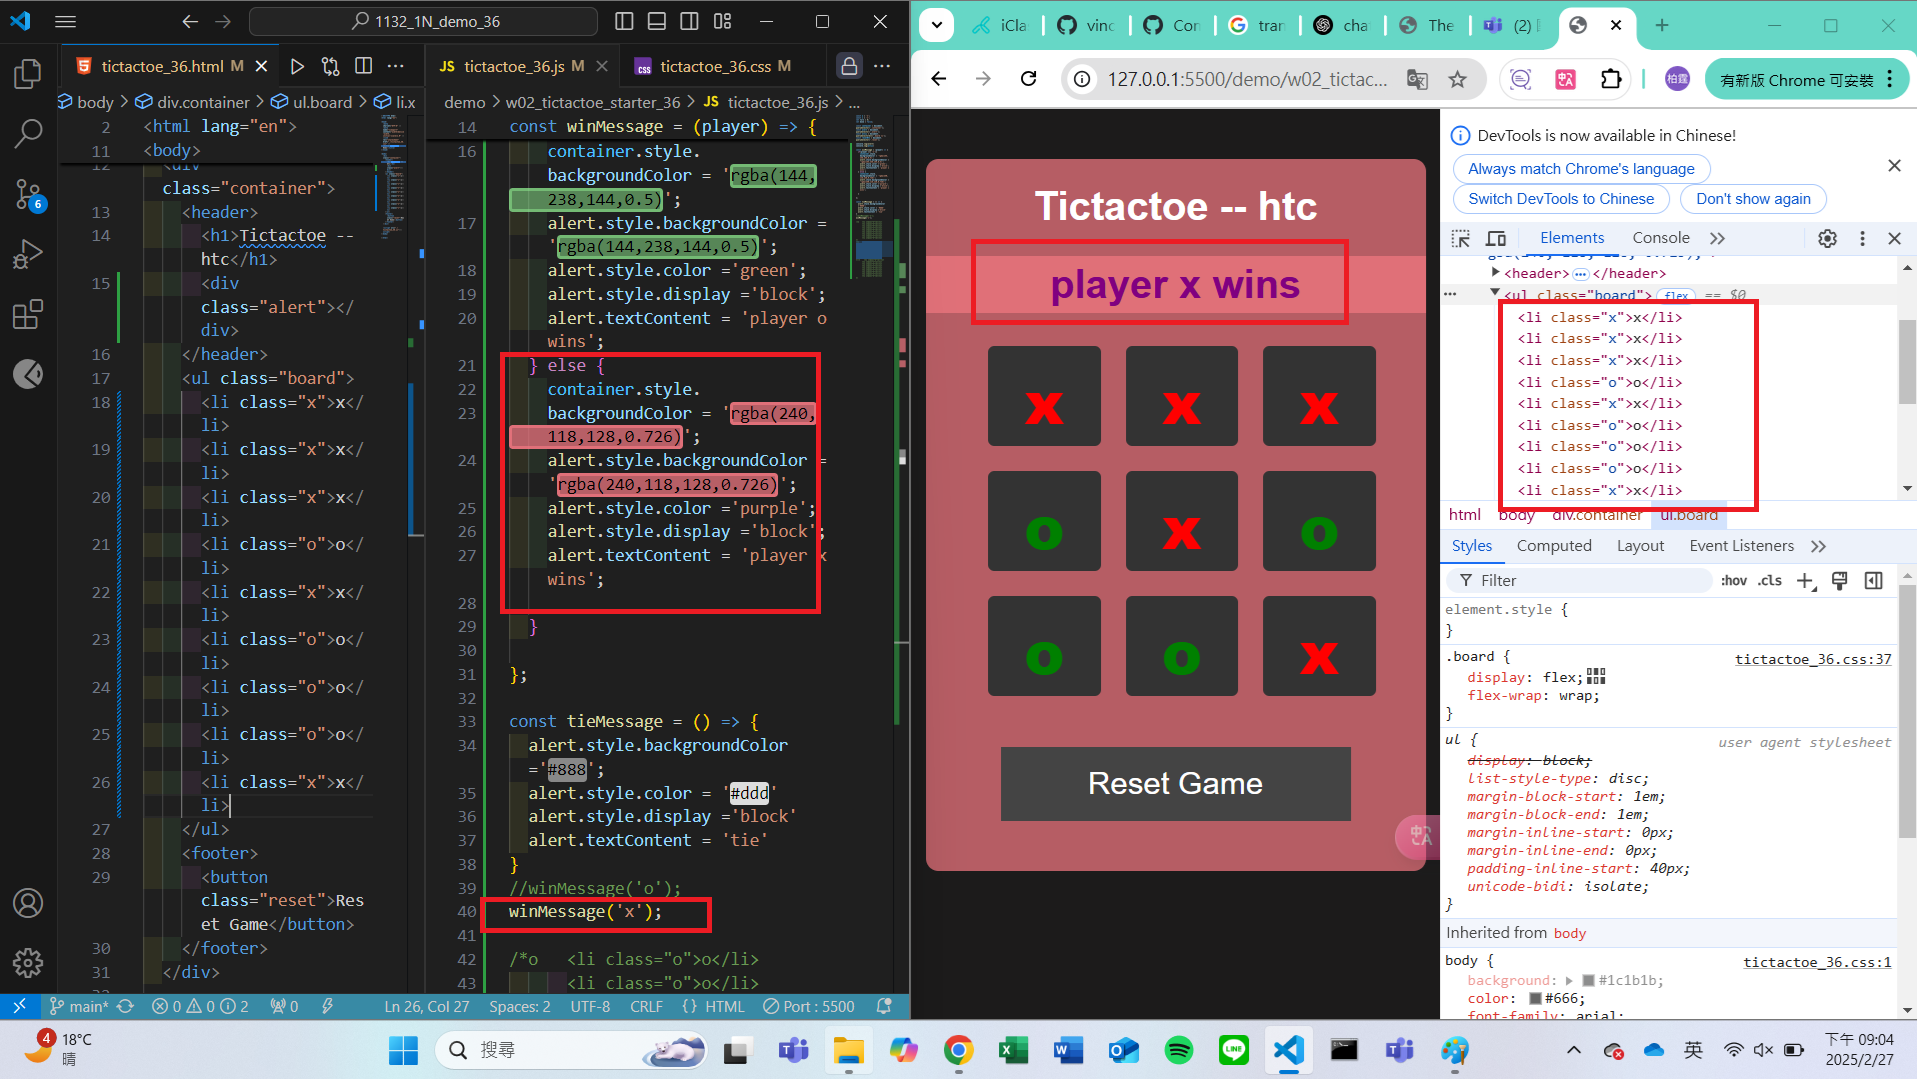 1132_1N_demo_36
tictactoe_36.html M
JS tictactoe_36.js M
tictactoe_36.css M
body > div.container > ul.board > li.x
demo > w02_tictactoe_starter_36 > JS tictactoe_36.js > ...
2 <html lang="en">
11 <body>
12 <div
class="container">
13 <header>
14 <h1>Tictactoe --
htc</h1>
15 <div
class="alert"></
div>
16 </header>
17 <ul class="board">
18 <li class="x">x</
li>
19 <li class="x">x</
li>
20 <li class="x">x</
li>
21 <li class="o">o</
li>
22 <li class="x">x</
li>
23 <li class="o">o</
li>
24 <li class="o">o</
li>
25 <li class="o">o</
li>
26 <li class="x">x</
li>
27 </ul>
28 <footer>
29 <button
class="reset">Res
et Game</button>
30 </footer>
31 </div>
14 const winMessage = (player) => {
16 container.style.
backgroundColor = 'rgba(144,
238,144,0.5)';
17 alert.style.backgroundColor =
'rgba(144,238,144,0.5)';
18 alert.style.color ='green';
19 alert.style.display ='block';
20 alert.textContent = 'player o
wins';
21 } else {
22 container.style.
23 backgroundColor = 'rgba(240,
118,128,0.726)';
24 alert.style.backgroundColor =
'rgba(240,118,128,0.726)';
25 alert.style.color ='purple';
26 alert.style.display ='block';
27 alert.textContent = 'player x
wins';
28
29 }
30
31 };
32
33 const tieMessage = () => {
34 alert.style.backgroundColor
='#888';
35 alert.style.color = '#ddd'
36 alert.style.display ='block'
37 alert.textContent = 'tie'
38 }
39 //winMessage('o');
40 winMessage('x');
41
42 /*o <li class="o">o</li>
43 <li class="o">o</li>
6
main* 0 0 2 0 Ln 26, Col 27 Spaces: 2 UTF-8 CRLF {} HTML Port : 5500
iCla
vinc
Con
tran
cha
The
(2)
127.0.0.1:5500/demo/w02_tictac...
柏霆
有新版 Chrome 可安裝
Tictactoe -- htc
player x wins
x x x
o x o
o o x
Reset Game
DevTools is now available in Chinese!
Always match Chrome's language
Switch DevTools to Chinese
Don't show again
Elements Console
<header> ... </header>
<ul class="board"> flex == $0
<li class="x">x</li>
<li class="x">x</li>
<li class="x">x</li>
<li class="o">o</li>
<li class="x">x</li>
<li class="o">o</li>
<li class="o">o</li>
<li class="o">o</li>
<li class="x">x</li>
html body div.container ul.board
Styles Computed Layout Event Listeners
Filter :hov .cls
element.style {
}
.board { tictactoe_36.css:37
display: flex;
flex-wrap: wrap;
}
ul { user agent stylesheet
display: block;
list-style-type: disc;
margin-block-start: 1em;
margin-block-end: 1em;
margin-inline-start: 0px;
margin-inline-end: 0px;
padding-inline-start: 40px;
unicode-bidi: isolate;
}
Inherited from body
body { tictactoe_36.css:1
background: #1c1b1b;
color: #666;
font-family: arial;
4
18°C
晴
搜尋
英
下午 09:04
2025/2/27